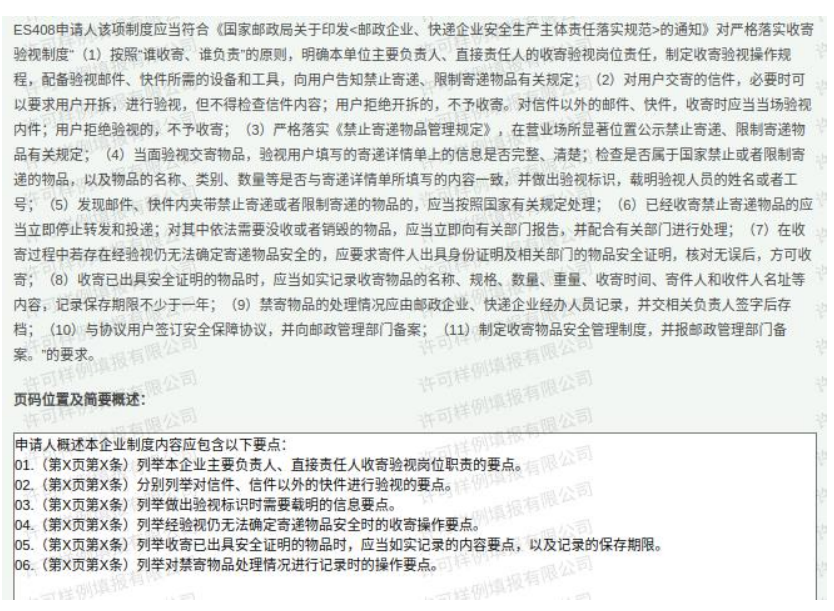 ES408申请人该项制度应当符合《国家邮政局关于印发<邮政企业、快递企业安全生产主体责任落实规范>的通知》对严格落实收寄
验视制度“（1）按照“谁收寄、谁负责”的原则，明确本单位主要负责人、直接责任人的收寄验视岗位责任，制定收寄验视操作规
程，配备验视邮件、快件所需的设备和工具，向用户告知禁止寄递、限制寄递物品有关规定；（2）对用户交寄的信件，必要时可
以要求用户开拆，进行验视，但不得检查信件内容；用户拒绝开拆的，不予收寄。对信件以外的邮件、快件，收寄时应当当场验视
内件；用户拒绝验视的，不予收寄；（3）严格落实《禁止寄递物品管理规定》，在营业场所显著位置公示禁止寄递、限制寄递物
品有关规定；（4）当面验视交寄物品，验视用户填写的寄递详情单上的信息是否完整、清楚；检查是否属于国家禁止或者限制寄
递的物品，以及物品的名称、类别、数量等是否与寄递详情单所填写的内容一致，并做出验视标识，载明验视人员的姓名或者工
号；（5）发现邮件、快件内夹带禁止寄递或者限制寄递的物品的，应当按照国家有关规定处理；（6）已经收寄禁止寄递物品的应
当立即停止转发和投递；对其中依法需要没收或者销毁的物品，应当立即向有关部门报告，并配合有关部门进行处理；（7）在收
寄过程中若存在经验视仍无法确定寄递物品安全的，应要求寄件人出具身份证明及相关部门的物品安全证明，核对无误后，方可收
寄；（8）收寄已出具安全证明的物品时，应当如实记录收寄物品的名称、规格、数量、重量、收寄时间、寄件人和收件人名址等
内容，记录保存期限不少于一年；（9）禁寄物品的处理情况应由邮政企业、快递企业经办人员记录，并交相关负责人签字后存
档；（10）与协议用户签订安全保障协议，并向邮政管理部门备案；（11）制定收寄物品安全管理制度，并报邮政管理部门备
案。”的要求。
页码位置及简要概述：
申请人概述本企业制度内容应包含以下要点：
01.（第X页第X条）列举本企业主要负责人、直接责任人收寄验视岗位职责的要点。
02.（第X页第X条）分别列举对信件、信件以外的快件进行验视的要点。
03.（第X页第X条）列举做出验视标识时需要载明的信息要点。
04.（第X页第X条）列举经验视仍无法确定寄递物品安全时的收寄操作要点。
05.（第X页第X条）列举收寄已出具安全证明的物品时，应当如实记录的内容要点，以及记录的保存期限。
06.（第X页第X条）列举对禁寄物品处理情况进行记录时的操作要点。
许可样例填报有限公司